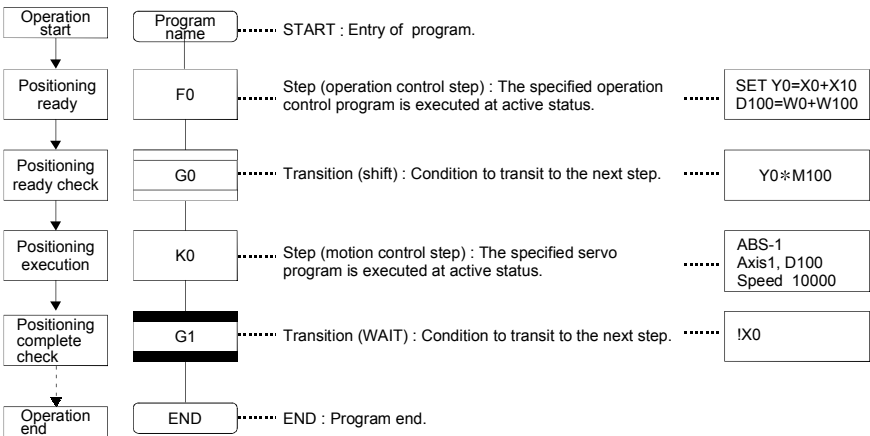 Operation
start
Program
name
START : Entry of program.
Positioning
ready
F0
Step (operation control step) : The specified operation
control program is executed at active status.
SET Y0=X0+X10
D100=W0+W100
Positioning
ready check
G0
Transition (shift) : Condition to transit to the next step.
Y0*M100
Positioning
execution
K0
Step (motion control step) : The specified servo
program is executed at active status.
ABS-1
Axis1, D100
Speed 10000
Positioning
complete
check
G1
Transition (WAIT) : Condition to transit to the next step.
!X0
Operation
end
END
END : Program end.